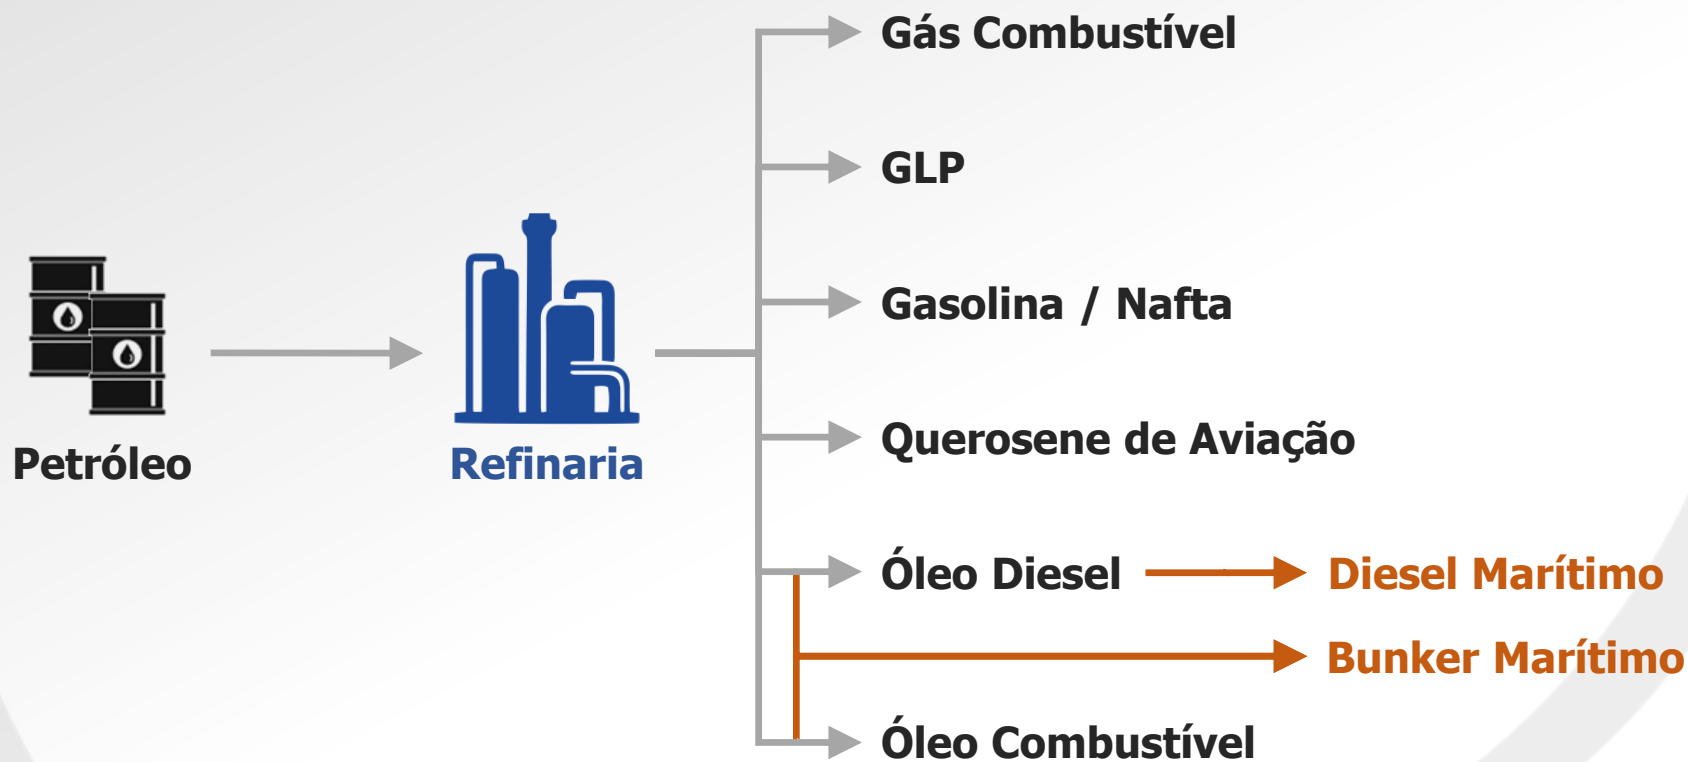 Gás Combustível
GLP
Gasolina / Nafta
Querosene de Aviação
Petróleo
Refinaria
Óleo Diesel
Diesel Marítimo
Bunker Marítimo
Óleo Combustível